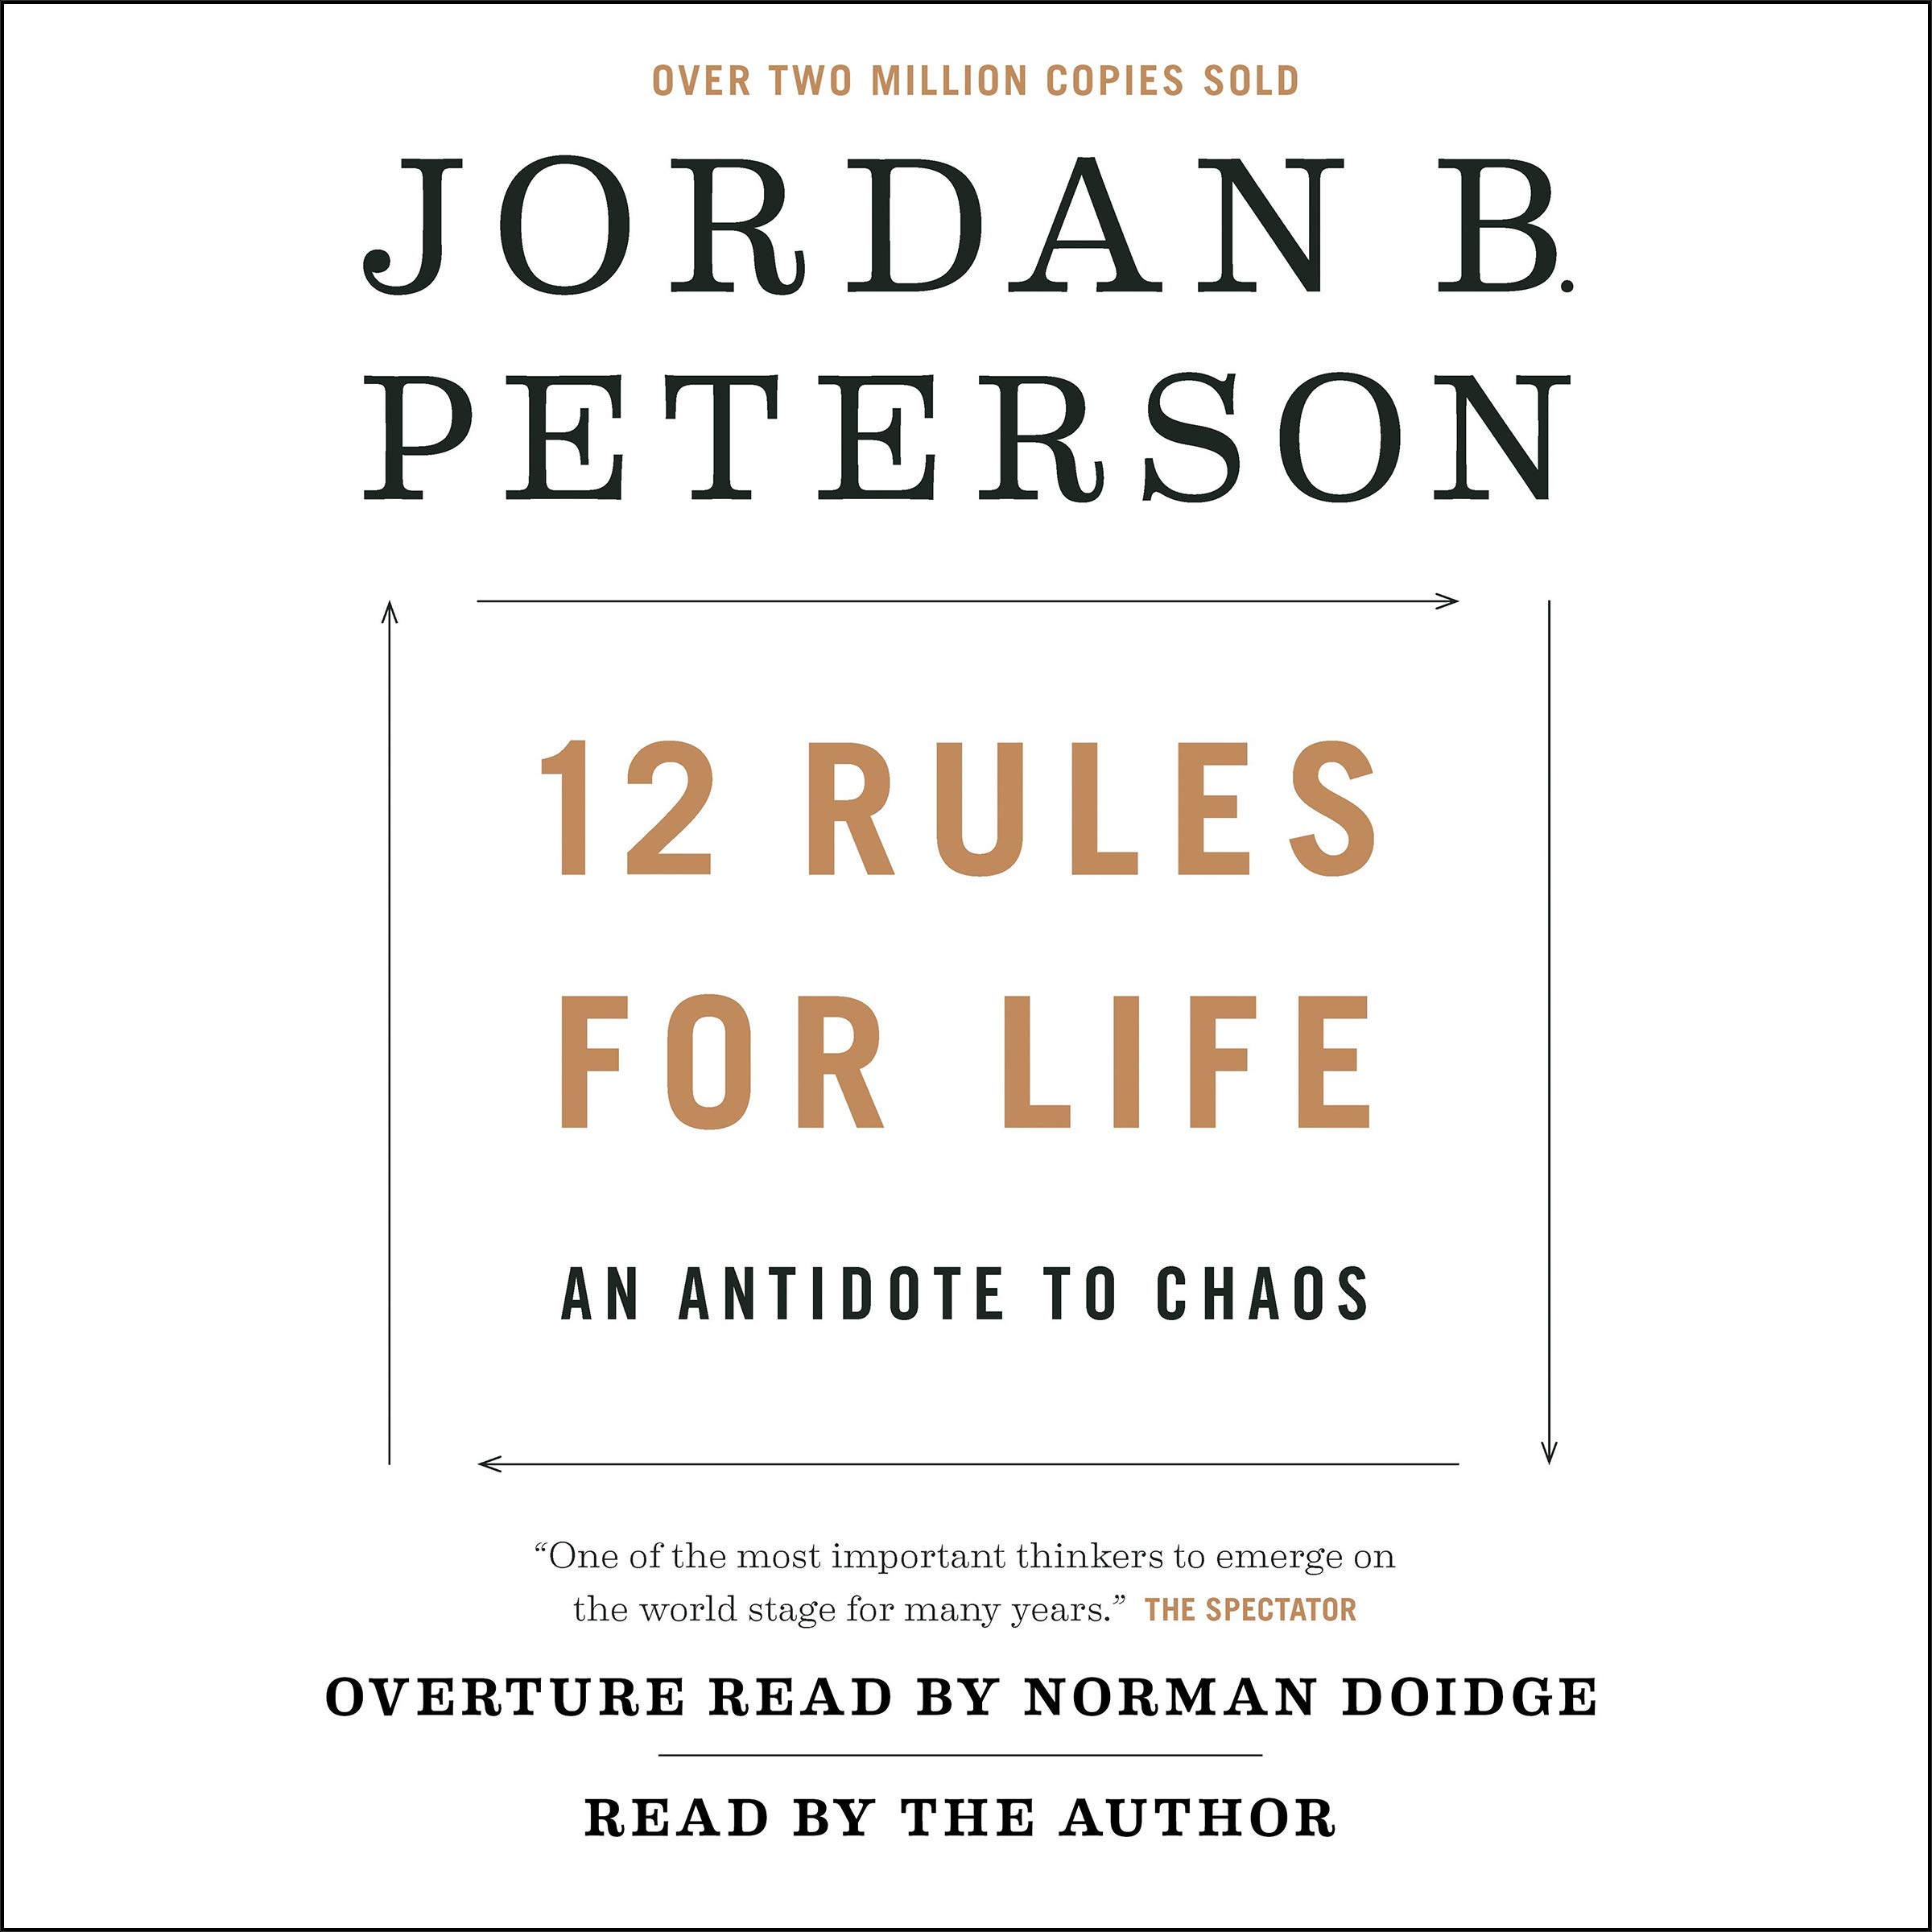 OVER TWO MILLION COPIES SOLD
JORDAN B.
PETERSON
12 RULES
FOR LIFE
AN ANTIDOTE TO CHAOS
“One of the most important thinkers to emerge on
the world stage for many years.” THE SPECTATOR
OVERTURE READ BY NORMAN DOIDGE
READ BY THE AUTHOR